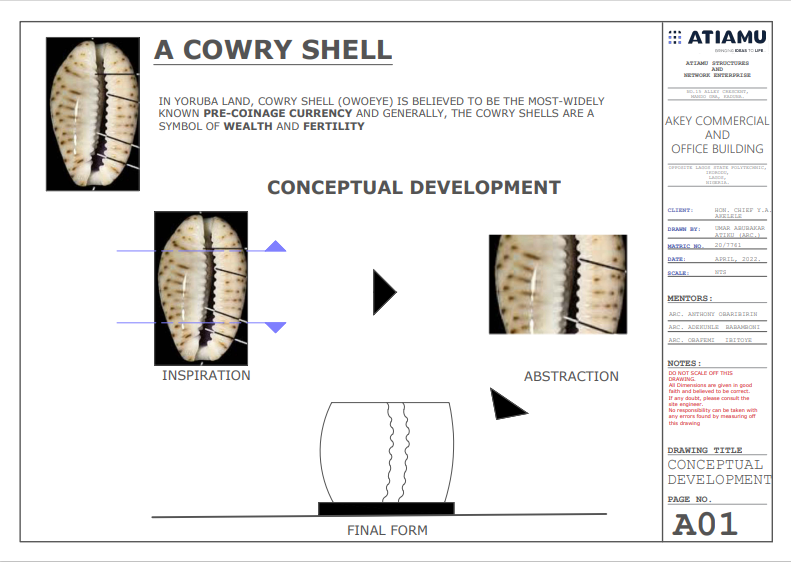 A COWRY SHELL
IN YORUBA LAND, COWRY SHELL (OWOEYE) IS BELIEVED TO BE THE MOST-WIDELY
KNOWN PRE-COINAGE CURRENCY AND GENERALLY, THE COWRY SHELLS ARE A
SYMBOL OF WEALTH AND FERTILITY
CONCEPTUAL DEVELOPMENT
INSPIRATION
ABSTRACTION
FINAL FORM
ATIAMU
BRINGING IDEAS TO LIFE
ATIAMU STRUCTURES
AND
NETWORK ENTERPRISE
NO.15 ALLEY CRESCENT,
AKEY COMMERCIAL
AND
OFFICE BUILDING
OPPOSITE LAGOS STATE POLYTECHNIC,
IKORODU,
LAGOS,
NIGERIA.
CLIENT: HON. CHIEF Y.A.
AKELELE
DRAWN BY: UMAR ABUBAKAR
ATIKU (ARC.)
MATRIC NO. 20/7761
DATE: APRIL, 2022.
SCALE: NTS
MENTORS:
ARC. ANTHONY OBARIBIRIN
ARC. ADEKUNLE BABAMBONI
ARC. OBAFEMI IBITOYE
NOTES:
DO NOT SCALE OFF THIS
DRAWING.
All Dimensions are given in good
faith and believed to be correct.
If any doubt, please consult the
site engineer.
No responsibility can be taken with
any errors found by measuring off
this drawing
DRAWING TITLE
CONCEPTUAL
DEVELOPMENT
PAGE NO.
A01